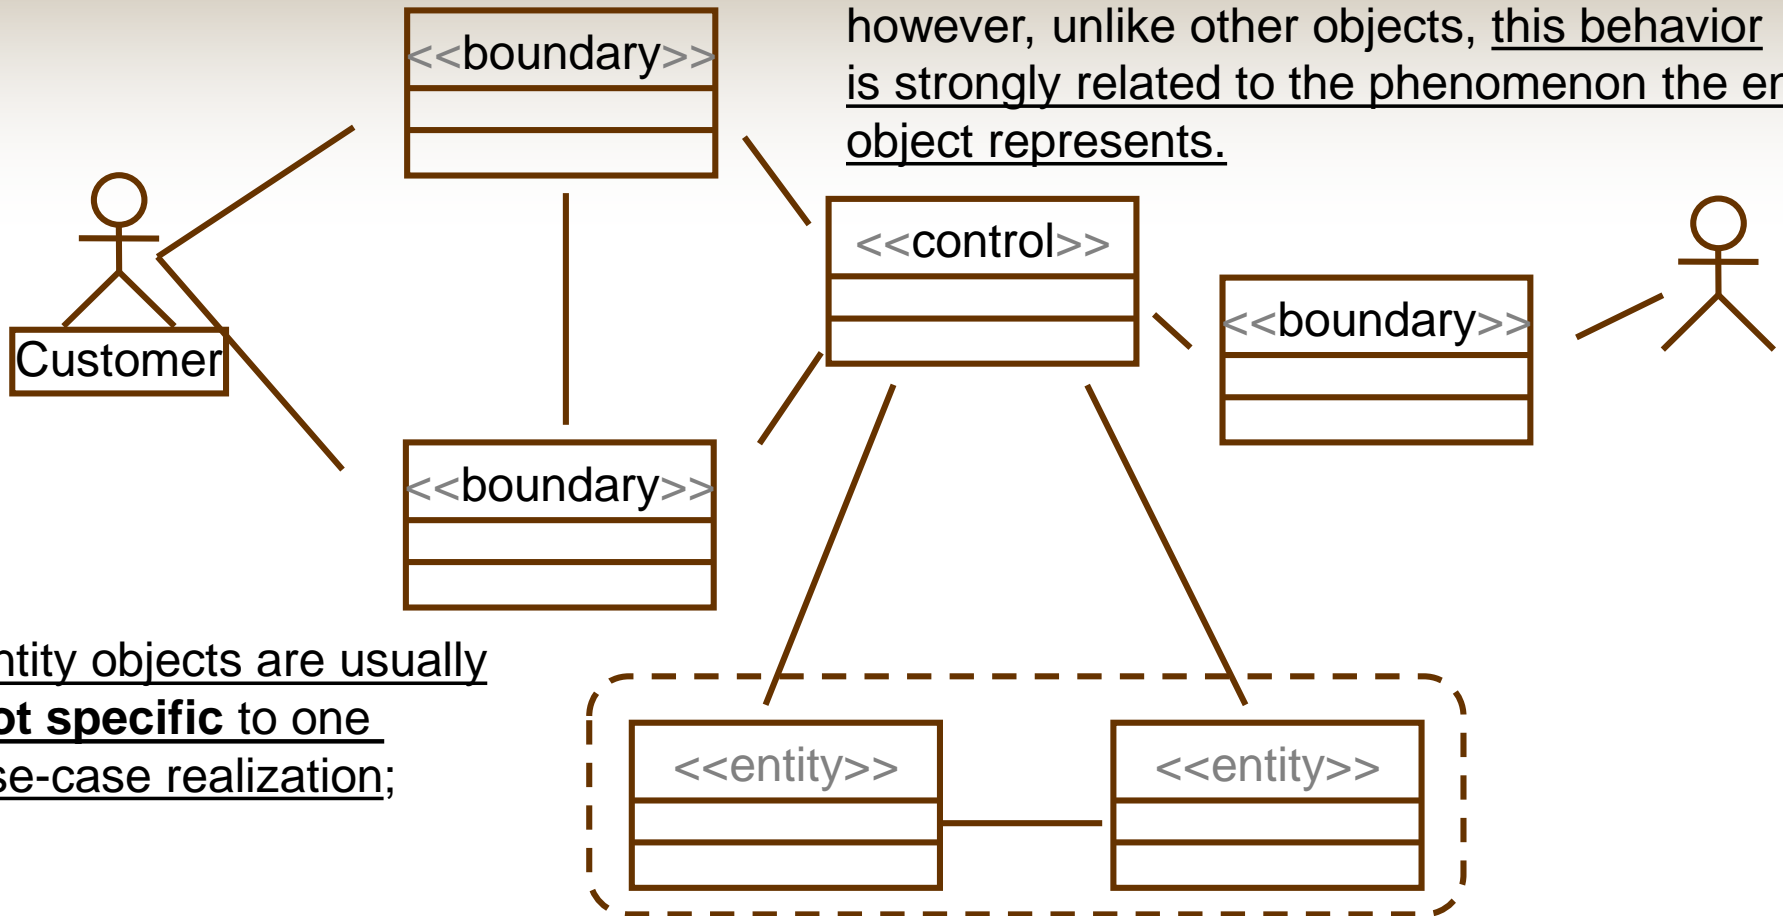 however, unlike other objects, this behavior
is strongly related to the phenomenon the
object represents.
<<boundary>>
<<control>>
<<boundary>>
Customer
<<boundary>>
ntity objects are usually
ot specific to one
se-case realization;
<<entity>>
<<entity>>